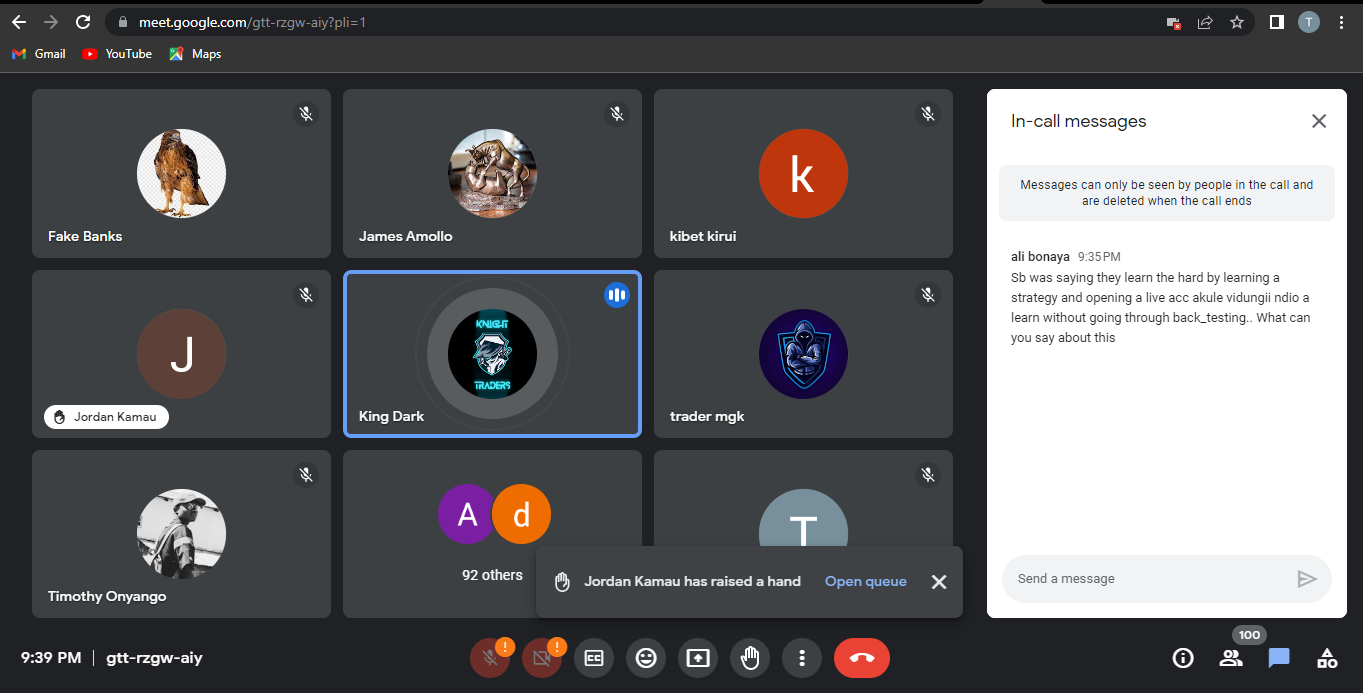 meet.google.com/gtt-rzgw-aiy?pli=1
T
Gmail
YouTube
Maps
Fake Banks
James Amollo
k
kibet kirui
J
Jordan Kamau
KNIGHT
TRADERS
King Dark
trader mgk
Timothy Onyango
A d
92 others
T
Jordan Kamau has raised a hand
Open queue
In-call messages
Messages can only be seen by people in the call and
are deleted when the call ends
ali bonaya 9:35 PM
Sb was saying they learn the hard by learning a
strategy and opening a live acc akule vidungii ndio a
learn without going through back_testing.. What can
you say about this
Send a message
9:39 PM | gtt-rzgw-aiy
!
!
CC
100